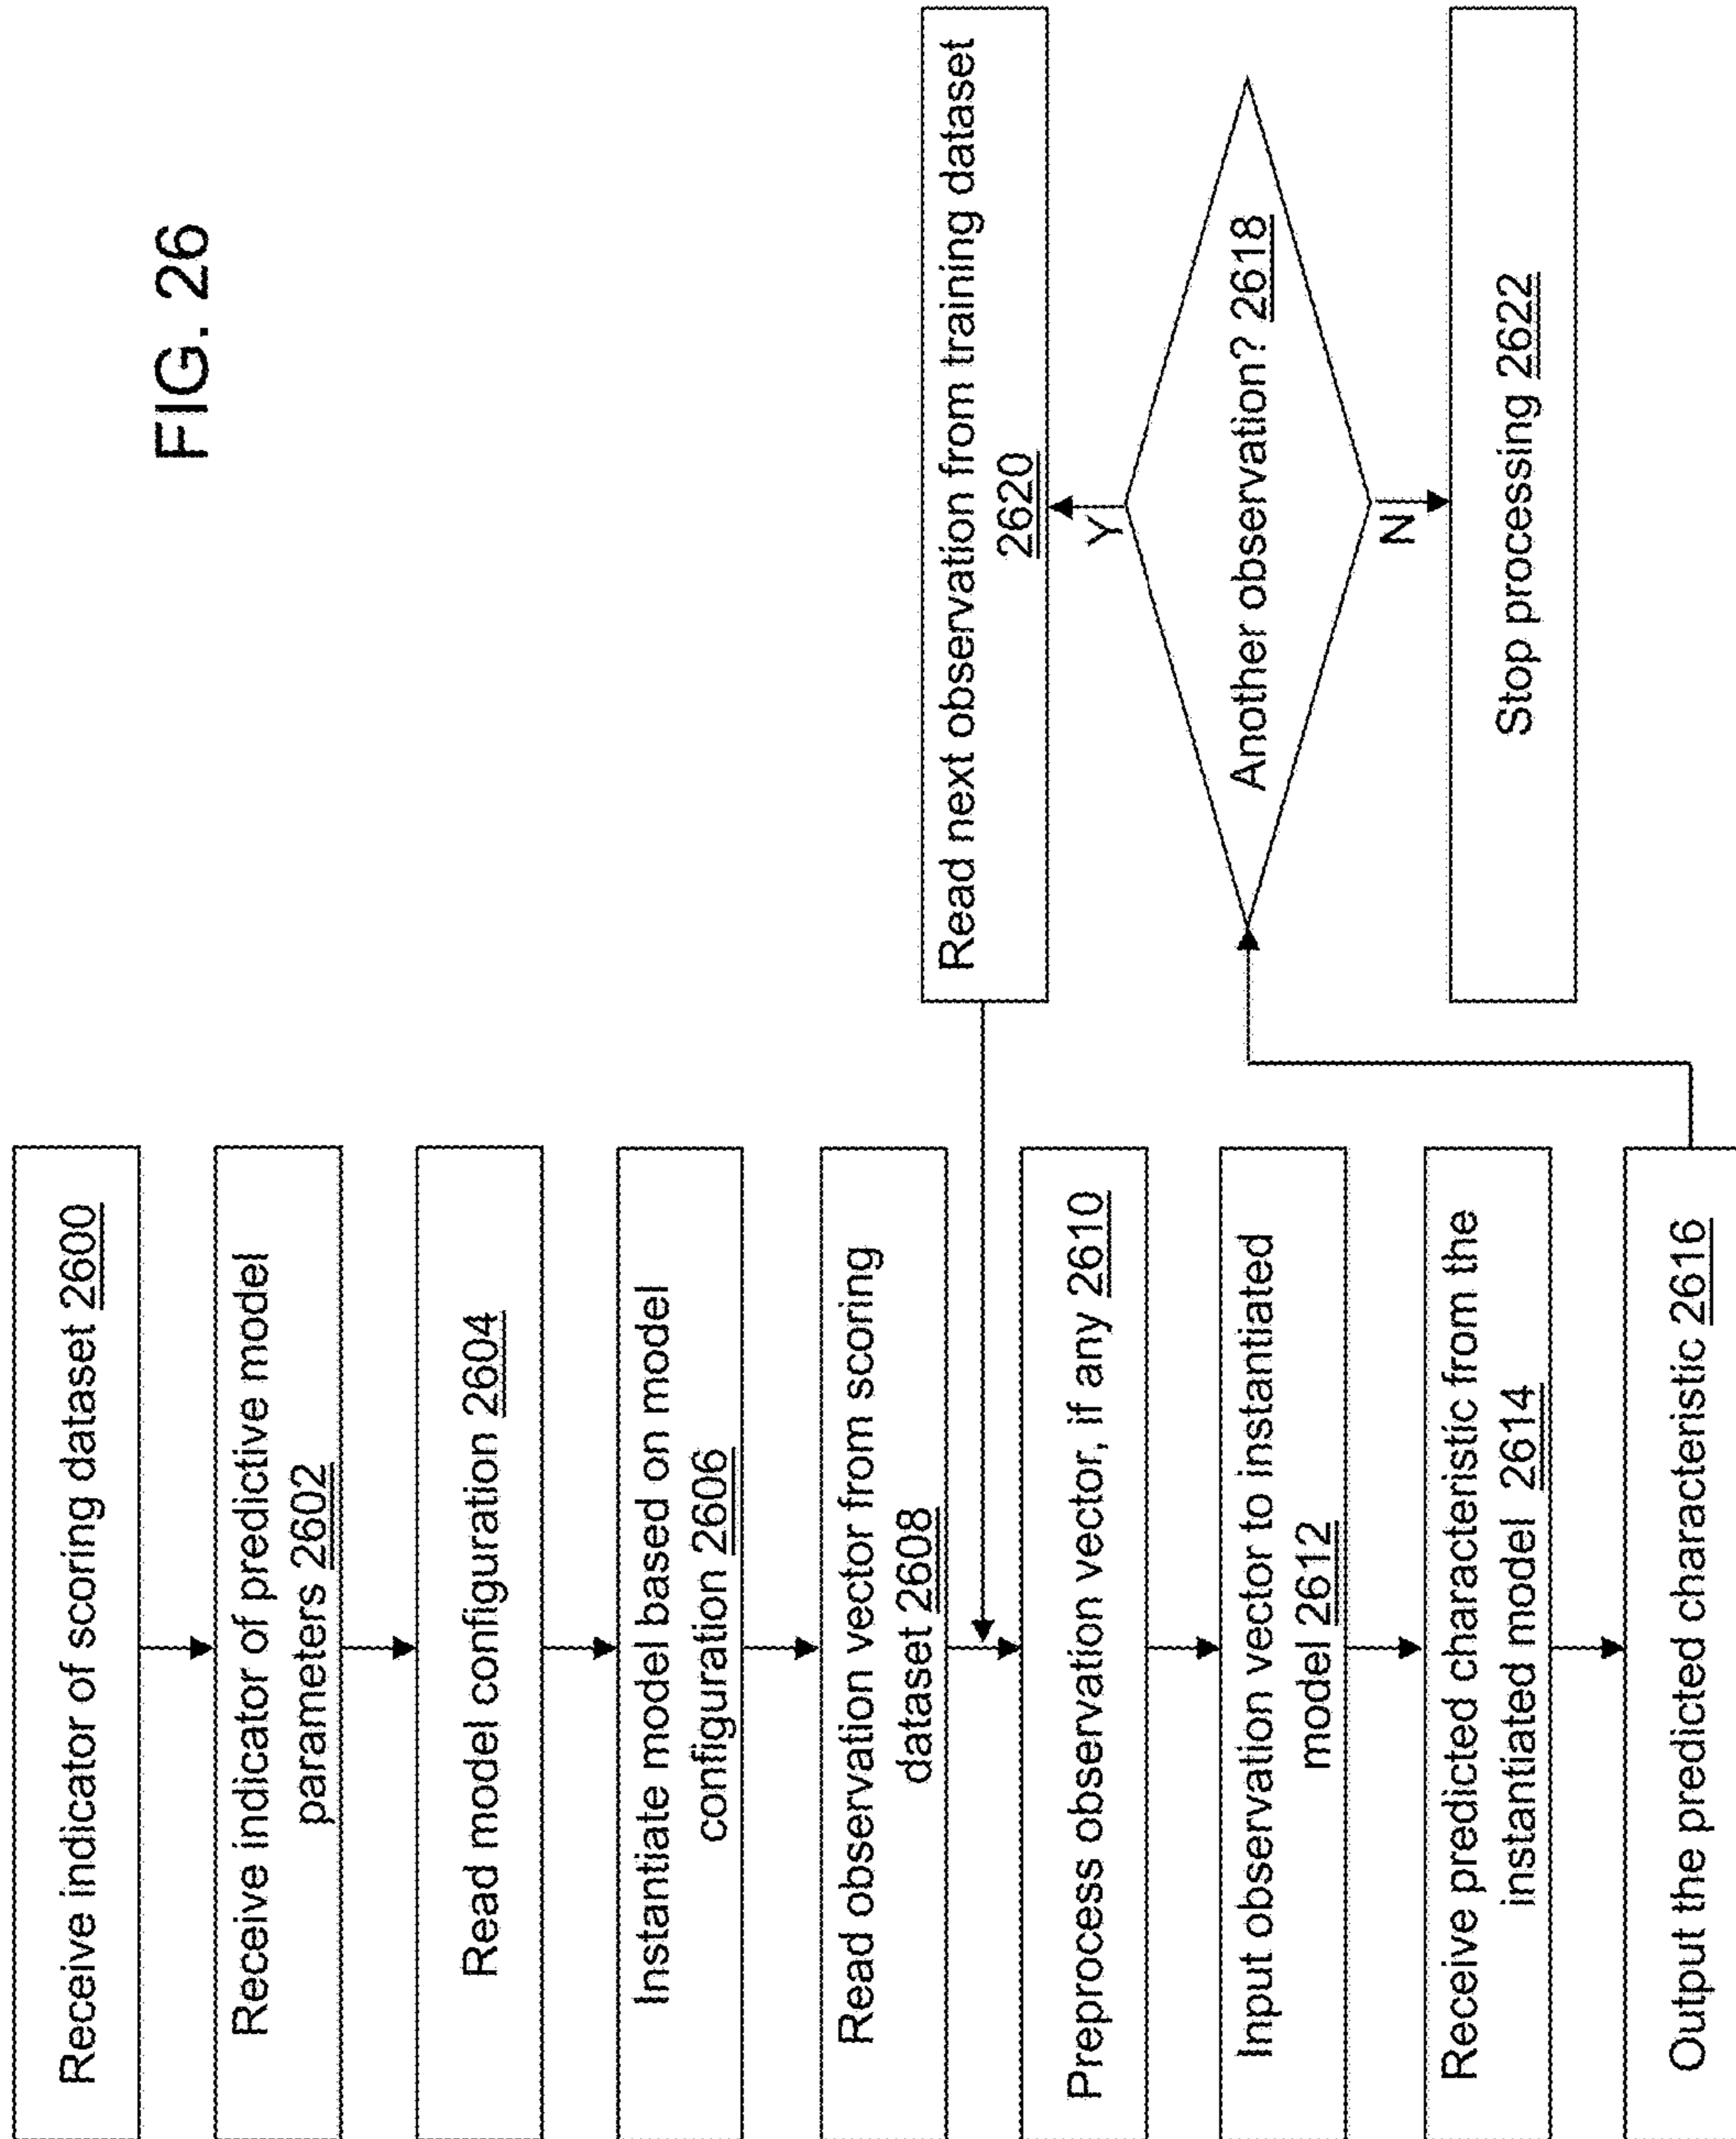 FIG. 26
Receive indicator of scoring dataset 2600
Receive indicator of predictive model
parameters 2602
Read model configuration 2604
Instantiate model based on model
configuration 2606
Read observation vector from scoring
dataset 2608
Preprocess observation vector, if any 2610
Input observation vector to instantiated
model 2612
Receive predicted characteristic from the
instantiated model 2614
Output the predicted characteristic 2616
Read next observation from training dataset
2620
Y
Another observation? 2618
N
Stop processing 2622